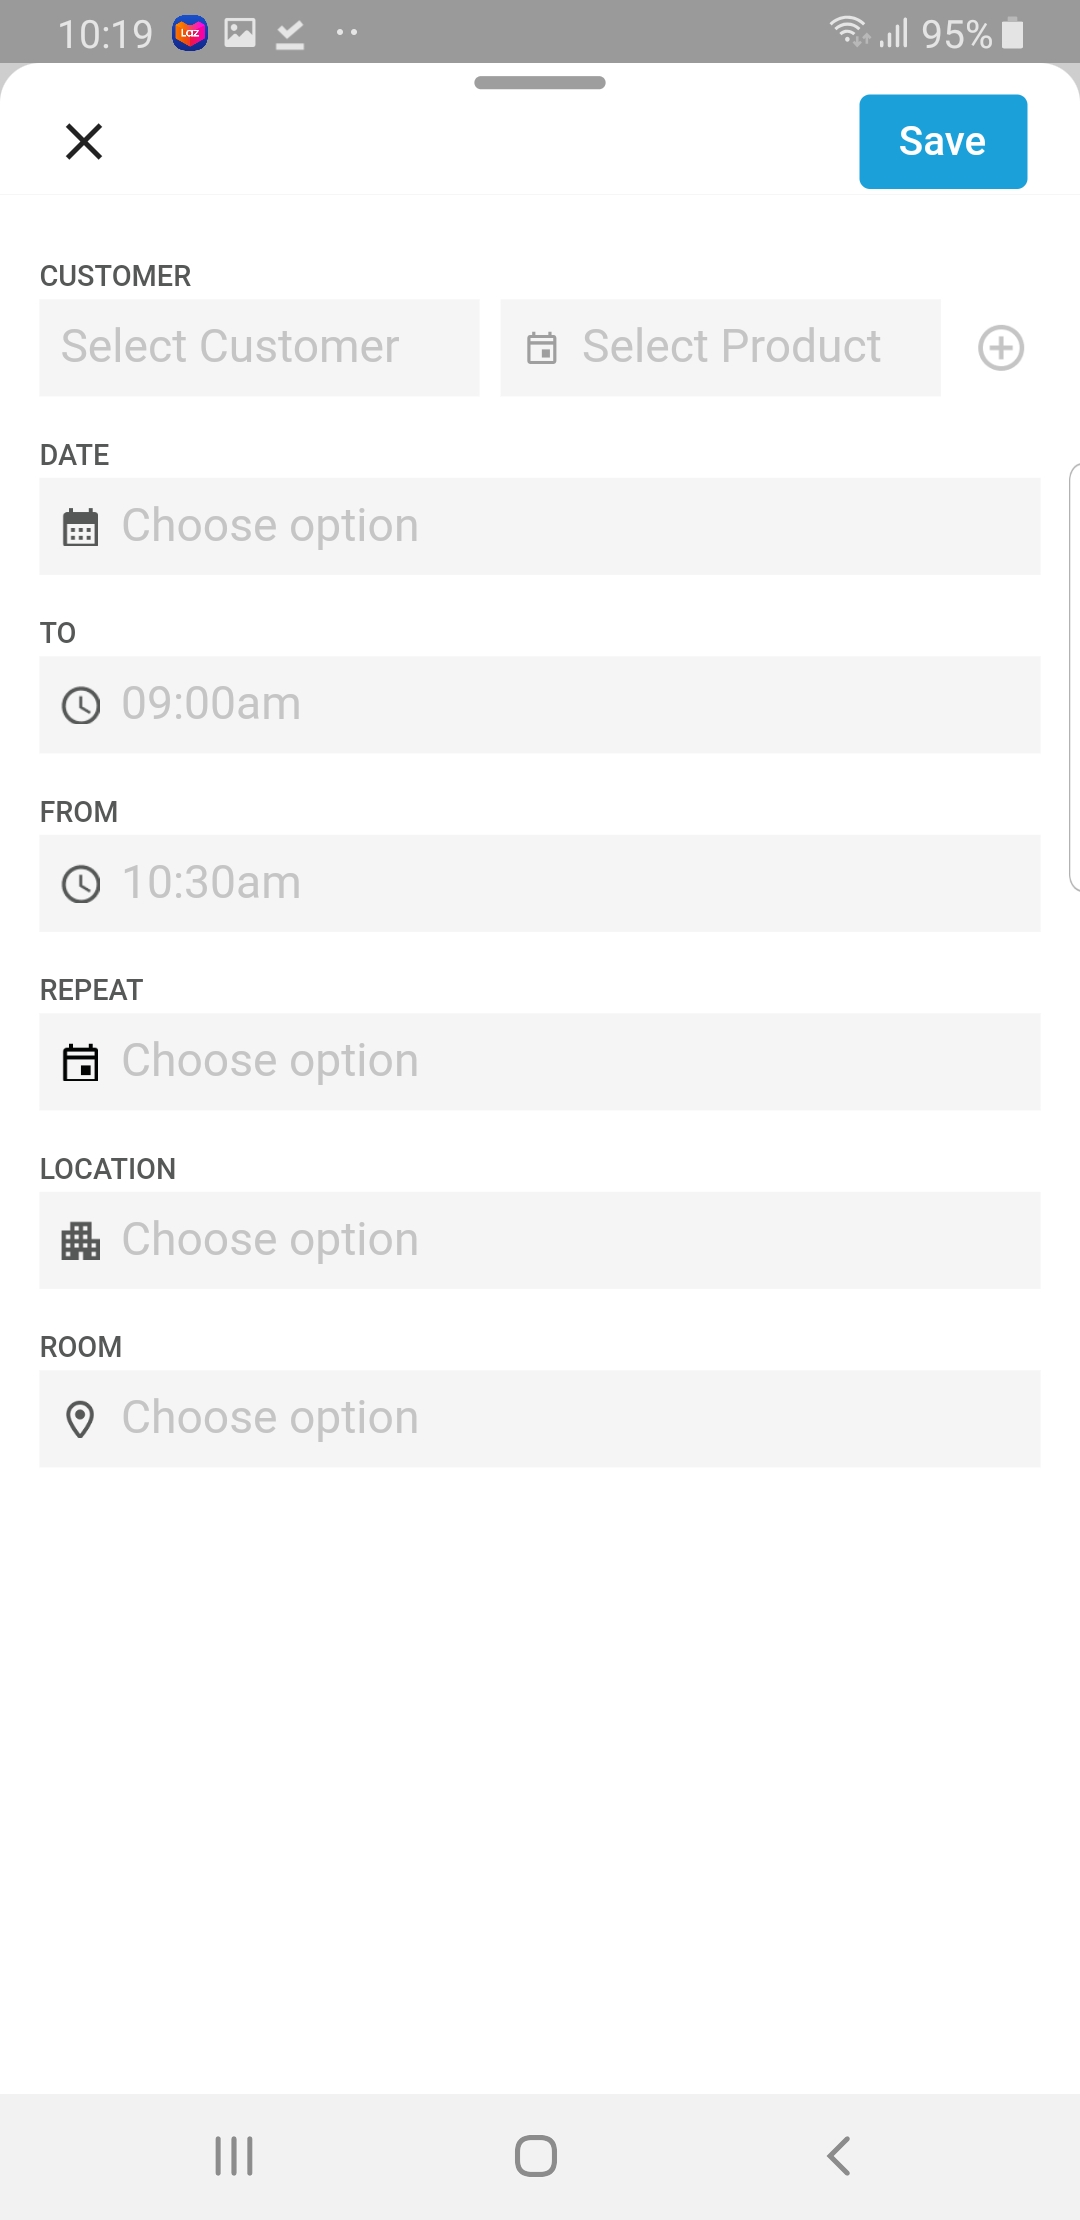 10:19 Laz 95%
Save
CUSTOMER
Select Customer Select Product
DATE
Choose option
TO
09:00am
FROM
10:30am
REPEAT
Choose option
LOCATION
Choose option
ROOM
Choose option